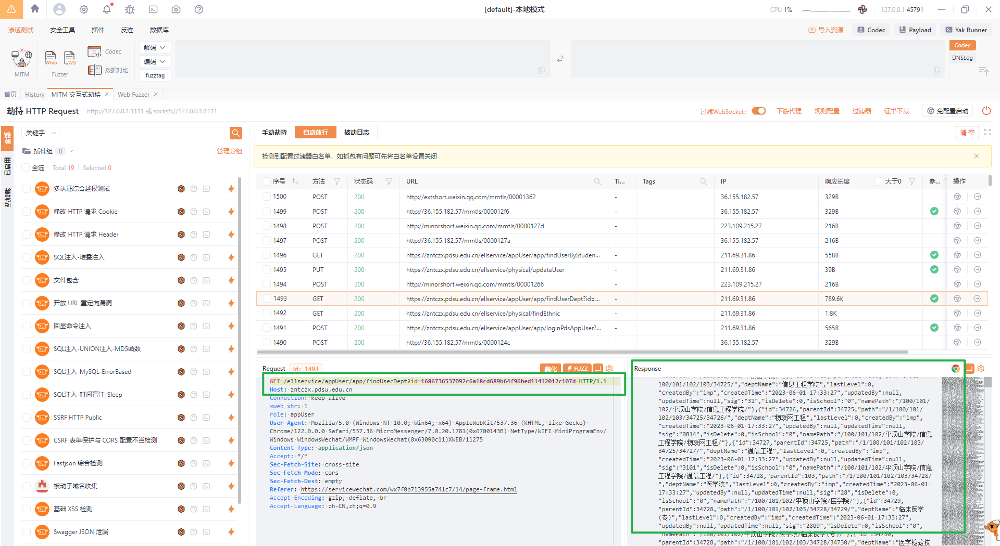 [default]-本地模式
CPU 1%
127.0.0.1 45791
渗透测试
安全工具
插件
反连
数据库
导入资源
Codec
Payload
Yak Runner
MITM
Web
WS
Fuzzer
Codec
数据对比
解码
编码
fuzztag
Codec
DNSLog
首页
History
MITM 交互式劫持
Web Fuzzer
劫持 HTTP Request
http://127.0.0.1:1111 或 socks5://127.0.0.1:1111
过滤WebSocket:
下游代理
规则配置
过滤器
证书下载
免配置启动
全部
已启用
热加载
关键字
插件组 0
管理分组
全选
Total 19
Selected 0
多认证综合越权测试
修改 HTTP 请求 Cookie
修改 HTTP 请求 Header
SQL注入-堆叠注入
文件包含
开放 URL 重定向漏洞
回显命令注入
SQL注入-UNION注入-MD5函数
SQL注入-MySQL-ErrorBased
SQL注入-时间盲注-Sleep
SSRF HTTP Public
CSRF 表单保护与 CORS 配置不当检测
Fastjson 综合检测
被动子域名收集
基础 XSS 检测
Swagger JSON 泄漏
手动劫持
自动放行
被动日志
清 空
检测到配置过滤器白名单，如抓包有问题可先将白名单设置关闭
序号 方法 状态码 URL Ti... Tags IP 响应长度 大于0 参... 操作
1500 POST 200 http://extshort.weixin.qq.com/mmtls/00001362 - 36.155.182.57 329B
1499 POST 200 http://36.155.182.57/mmtls/000012f6 - 36.155.182.57 329B
1498 POST 200 http://minorshort.weixin.qq.com/mmtls/0000127d - 223.109.215.27 216B
1497 POST 200 http://36.155.182.57/mmtls/0000127a - 36.155.182.57 216B
1496 GET 200 https://zntczx.pdsu.edu.cn/ellservice/appUser/app/findUserByStuden... - 211.69.31.86 558B
1495 PUT 200 https://zntczx.pdsu.edu.cn/ellservice/physical/updateUser - 211.69.31.86 39B
1494 POST 200 http://minorshort.weixin.qq.com/mmtls/00001266 - 223.109.215.27 216B
1493 GET 200 https://zntczx.pdsu.edu.cn/ellservice/appUser/app/findUserDept?id=... - 211.69.31.86 789.6K
1492 GET 200 https://zntczx.pdsu.edu.cn/ellservice/physical/findEthnic - 211.69.31.86 1.8K
1491 POST 200 https://zntczx.pdsu.edu.cn/ellservice/appUser/app/loginPdsAppUser?... - 211.69.31.86 565B
1490 POST 200 http://36.155.182.57/mmtls/0000124c - 36.155.182.57 329B
Request
id: 1493
美化
FUZZ
GET /ellservice/appUser/app/findUserDept?id=1686736537092c6a18cd689b64f96bed11412012c107d HTTP/1.1
Host: zntczx.pdsu.edu.cn
Connection: keep-alive
xweb_xhr: 1
role: appUser
User-Agent: Mozilla/5.0 (Windows NT 10.0; Win64; x64) AppleWebKit/537.36 (KHTML, like Gecko)
Chrome/122.0.0.0 Safari/537.36 MicroMessenger/7.0.20.1781(0x6700143B) NetType/WIFI MiniProgramEnv/
Windows WindowsWechat/WMPF WindowsWechat(0x63090c11)XWEB/11275
Content-Type: application/json
Accept: */*
Sec-Fetch-Site: cross-site
Sec-Fetch-Mode: cors
Sec-Fetch-Dest: empty
Referer: https://servicewechat.com/wx7f0b713955a741c7/14/page-frame.html
Accept-Encoding: gzip, deflate, br
Accept-Language: zh-CN,zh;q=0.9
Response
100/101/102/103/34725/","deptName":"信息工程学院","lastLevel":0,
"createdBy":"imp","createdTime":"2023-06-01 17:33:27","updatedBy":null,
"updatedTime":null,"sig":"31","isDelete":0,"isSchool":"0","namePath":"/100/101/
102/平顶山学院/信息工程学院/"},{"id":34726,"parentId":34725,"path":"/1/100/101/
102/103/34725/34726/","deptName":"物联网工程","lastLevel":0,"createdBy":"imp",
"createdTime":"2023-06-01 17:33:27","updatedBy":null,"updatedTime":null,
"sig":"0814","isDelete":0,"isSchool":"0","namePath":"/100/101/102/平顶山学院/信息
工程学院/物联网工程/"},{"id":34727,"parentId":34725,"path":"/1/100/101/102/103/
34725/34727/","deptName":"通信工程","lastLevel":0,"createdBy":"imp",
"createdTime":"2023-06-01 17:33:27","updatedBy":null,"updatedTime":null,
"sig":"3101","isDelete":0,"isSchool":"0","namePath":"/100/101/102/平顶山学院/信息
工程学院/通信工程/"},{"id":34728,"parentId":103,"path":"/1/100/101/102/103/34728/
","deptName":"医学院","lastLevel":0,"createdBy":"imp","createdTime":"2023-06-01
17:33:27","updatedBy":null,"updatedTime":null,"sig":"28","isDelete":0,
"isSchool":"0","namePath":"/100/101/102/平顶山学院/医学院/"},{"id":34729,
"parentId":34728,"path":"/1/100/101/102/103/34728/34729/","deptName":"临床医学
(专)","lastLevel":0,"createdBy":"imp","createdTime":"2023-06-01 17:33:27",
"updatedBy":null,"updatedTime":null,"sig":"2809","isDelete":0,"isSchool":"0",
"namePath":"/100/101/102/平顶山学院/医学院/临床医学(专)/"},{"id":34730,
"parentId":34728,"path":"/1/100/101/102/103/34728/34730/","deptName":"医学检验技